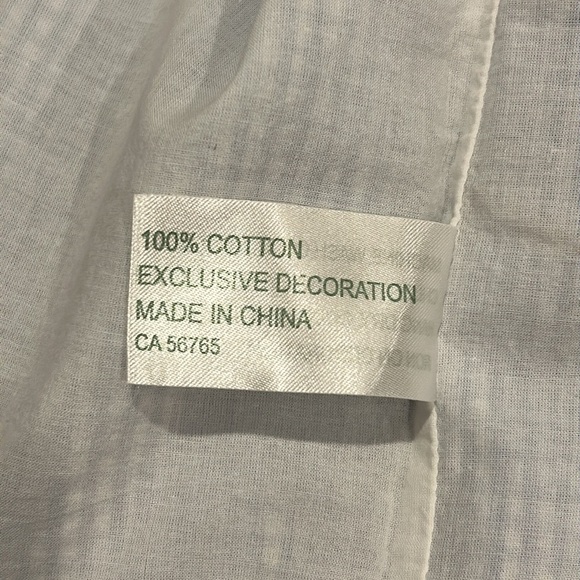 100% COTTON
EXCLUSIVE DECORATION
MADE IN CHINA
CA 56765